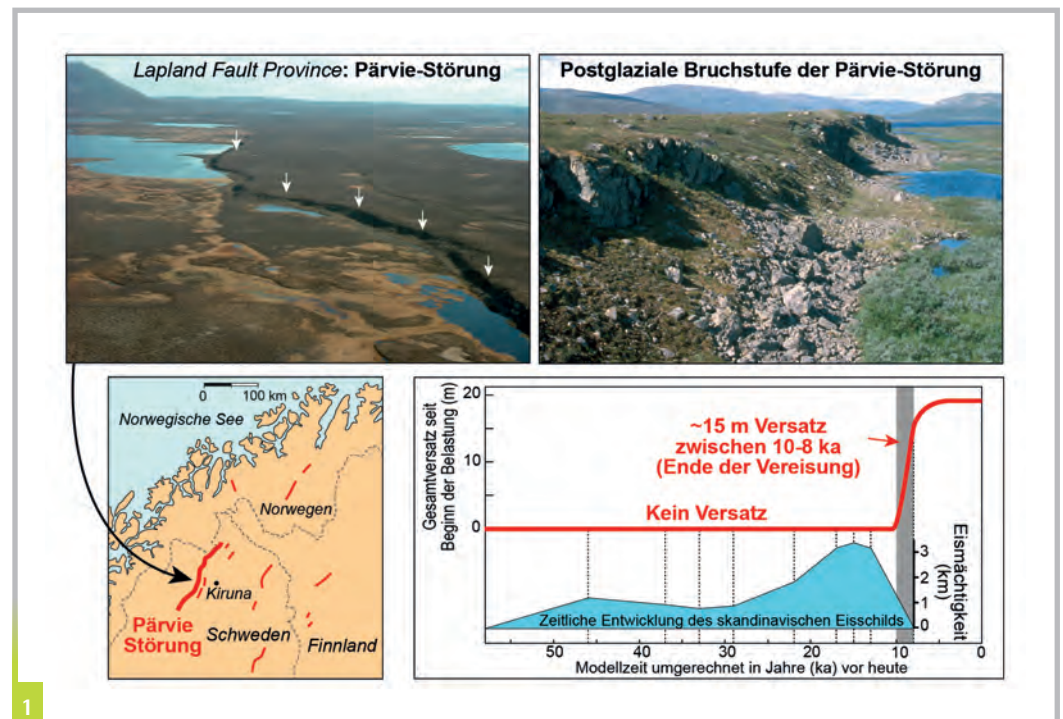 Lapland Fault Province: Pärvie-Störung
Postglaziale Bruchstufe der Pärvie-Störung
0 100 km
Norwegische See
Norwegen
Kiruna
Pärvie
Störung
Schweden
Finnland
Gesamtversatz seit
Beginn der Belastung (m)
20
10
0
~15 m Versatz
zwischen 10-8 ka
(Ende der Vereisung)
Kein Versatz
Eismächtigkeit
(km)
3
2
1
0
Zeitliche Entwicklung des skandinavischen Eisschilds
50 40 30 20 10 0
Modellzeit umgerechnet in Jahre (ka) vor heute
1